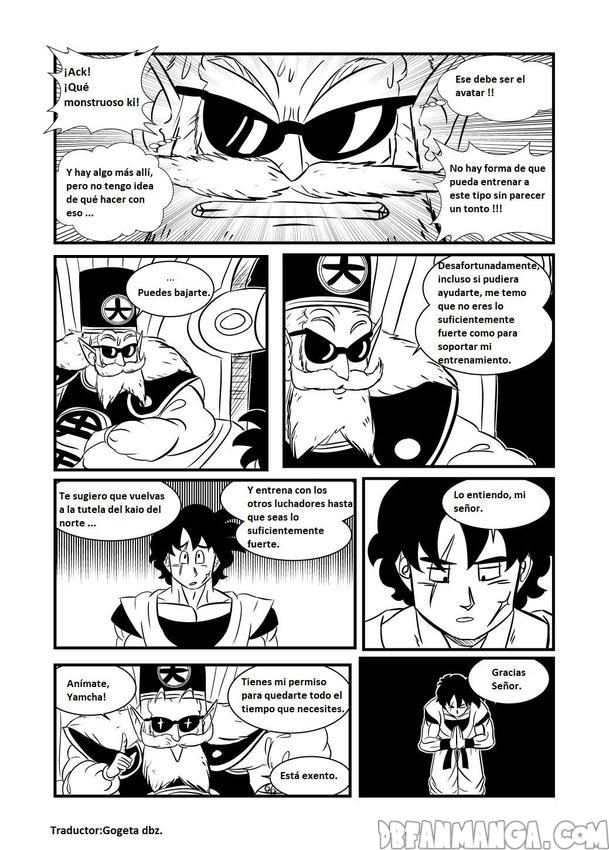 ¡Ack!
¡Qué
monstruoso ki!
Ese debe ser el
avatar !!
Y hay algo más allí,
pero no tengo idea
de qué hacer con
eso ...
No hay forma de que
pueda entrenar a
este tipo sin parecer
un tonto !!!
...
Puedes bajarte.
Desafortunadamente,
incluso si pudiera
ayudarte, me temo
que no eres lo
suficientemente
fuerte como para
soportar mi
entrenamiento.
大
大
Te sugiero que vuelvas
a la tutela del kaio del
norte ...
Y entrena con los
otros luchadores hasta
que seas lo
suficientemente
fuerte.
Lo entiendo, mi
señor.
Anímate,
Yamcha!
大
Tienes mi permiso
para quedarte todo el
tiempo que necesites.
Está exento.
Gracias
Señor.
Traductor:Gogeta dbz.
DBFANMANGA.COM